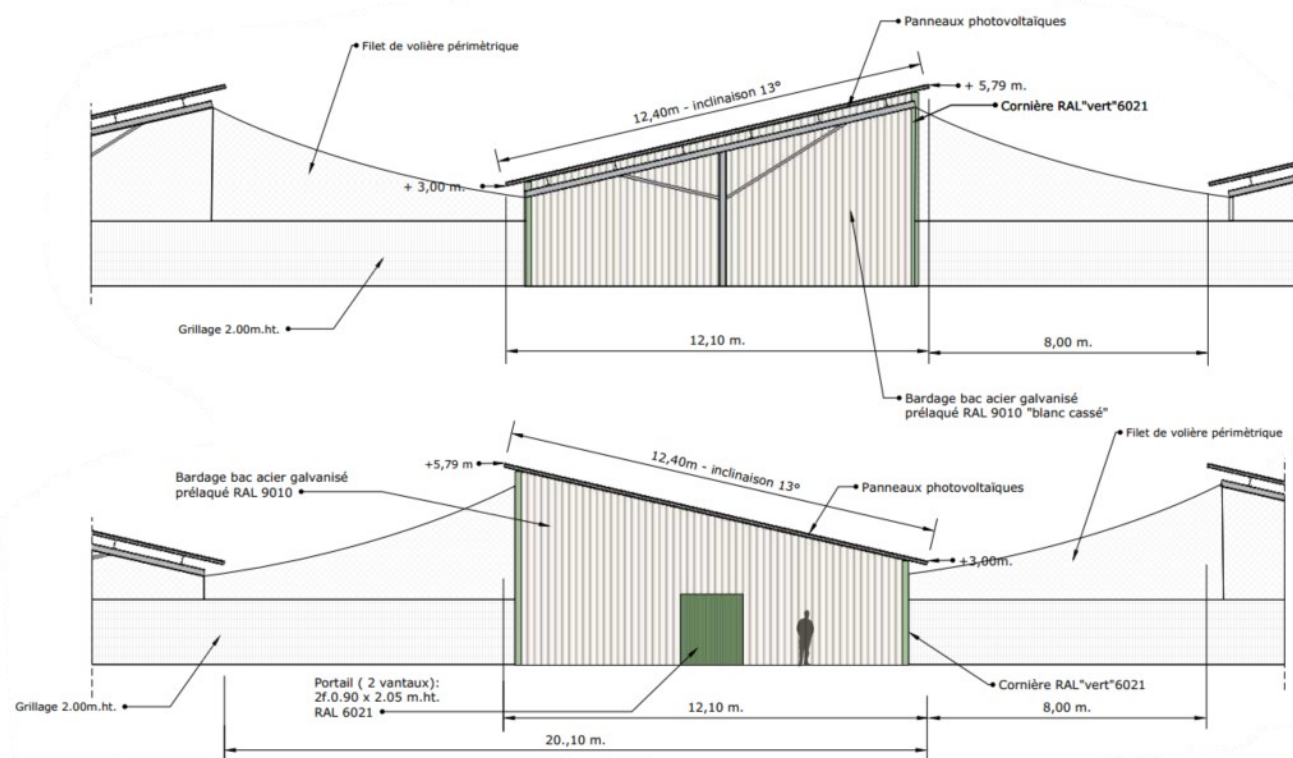 Panneaux photovoltaïques
Filet de volière périmètrique
12,40m - inclinaison 13°
+ 5,79 m.
Cornière RAL"vert"6021
+ 3,00 m.
Grillage 2.00m.ht.
12,10 m.
8,00 m.
Bardage bac acier galvanisé
prélaqué RAL 9010 "blanc cassé"
Filet de volière périmètrique
12,40m - inclinaison 13°
+5,79 m
Bardage bac acier galvanisé
prélaqué RAL 9010
Panneaux photovoltaïques
+3,00m.
Portail ( 2 vantaux):
2f.0.90 x 2.05 m.ht.
RAL 6021
Cornière RAL"vert"6021
Grillage 2.00m.ht.
12,10 m.
8,00 m.
20.,10 m.